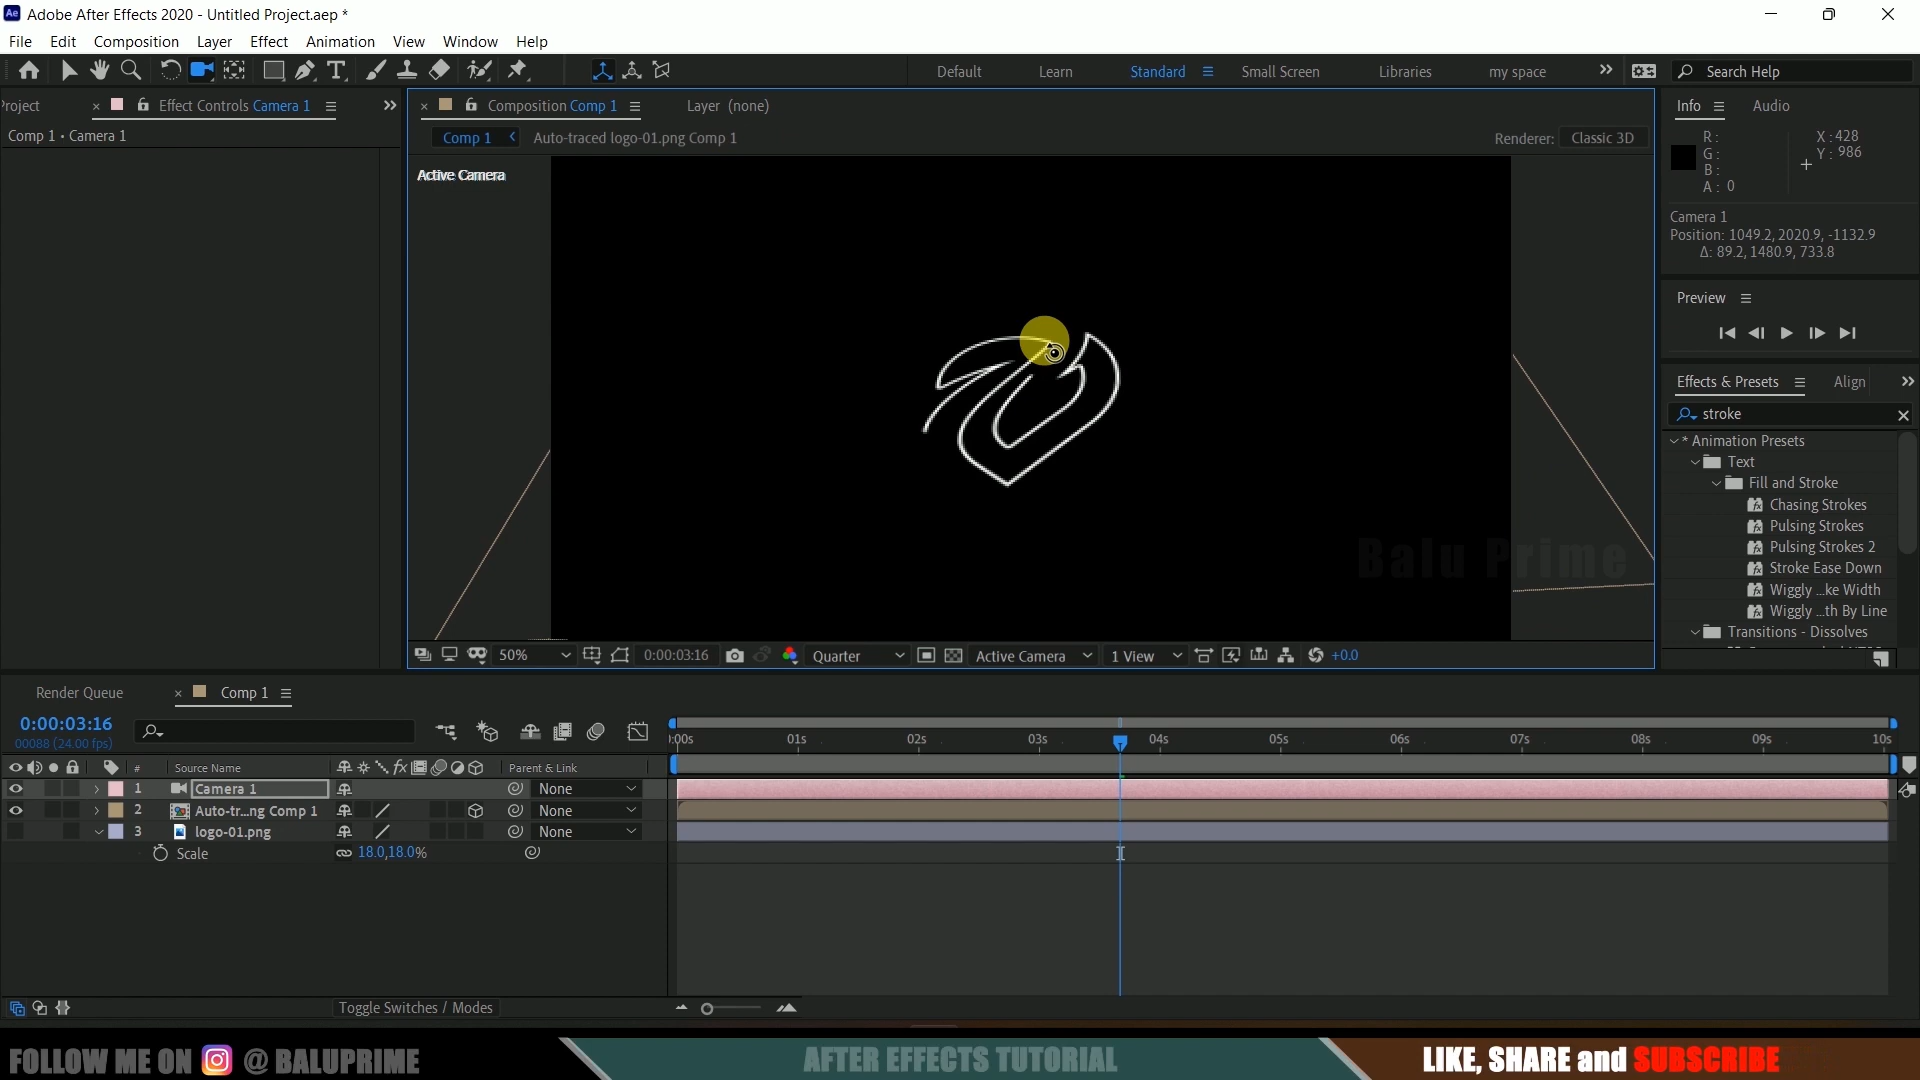 Ae Adobe After Effects 2020 - Untitled Project.aep *
File Edit Composition Layer Effect Animation View Window Help
Default Learn Standard Small Screen Libraries my space Search Help
roject Effect Controls Camera 1
Composition Comp 1 Layer (none)
Info Audio
Comp 1 • Camera 1
Comp 1 Auto-traced logo-01.png Comp 1 Renderer: Classic 3D
Active Camera
R: X: 428
G: Y: 986
B:
A: 0
Camera 1
Position: 1049.2, 2020.9, -1132.9
Δ: 89.2, 1480.9, 733.8
Preview
Effects & Presets Align
stroke
* Animation Presets
Text
Fill and Stroke
Chasing Strokes
Pulsing Strokes
Pulsing Strokes 2
Stroke Ease Down
Wiggly ...ke Width
Wiggly ...th By Line
Transitions - Dissolves
Balu Prime
50% 0:00:03:16 Quarter Active Camera 1 View +0.0
Render Queue Comp 1
0:00:03:16
00088 (24.00 fps)
:00s 01s 02s 03s 04s 05s 06s 07s 08s 09s 10s
# Source Name fx Parent & Link
1 Camera 1 None
2 Auto-tr...ng Comp 1 None
3 logo-01.png None
Scale 18.0,18.0%
Toggle Switches / Modes
FOLLOW ME ON @ BALUPRIME AFTER EFFECTS TUTORIAL LIKE, SHARE and SUBSCRIBE